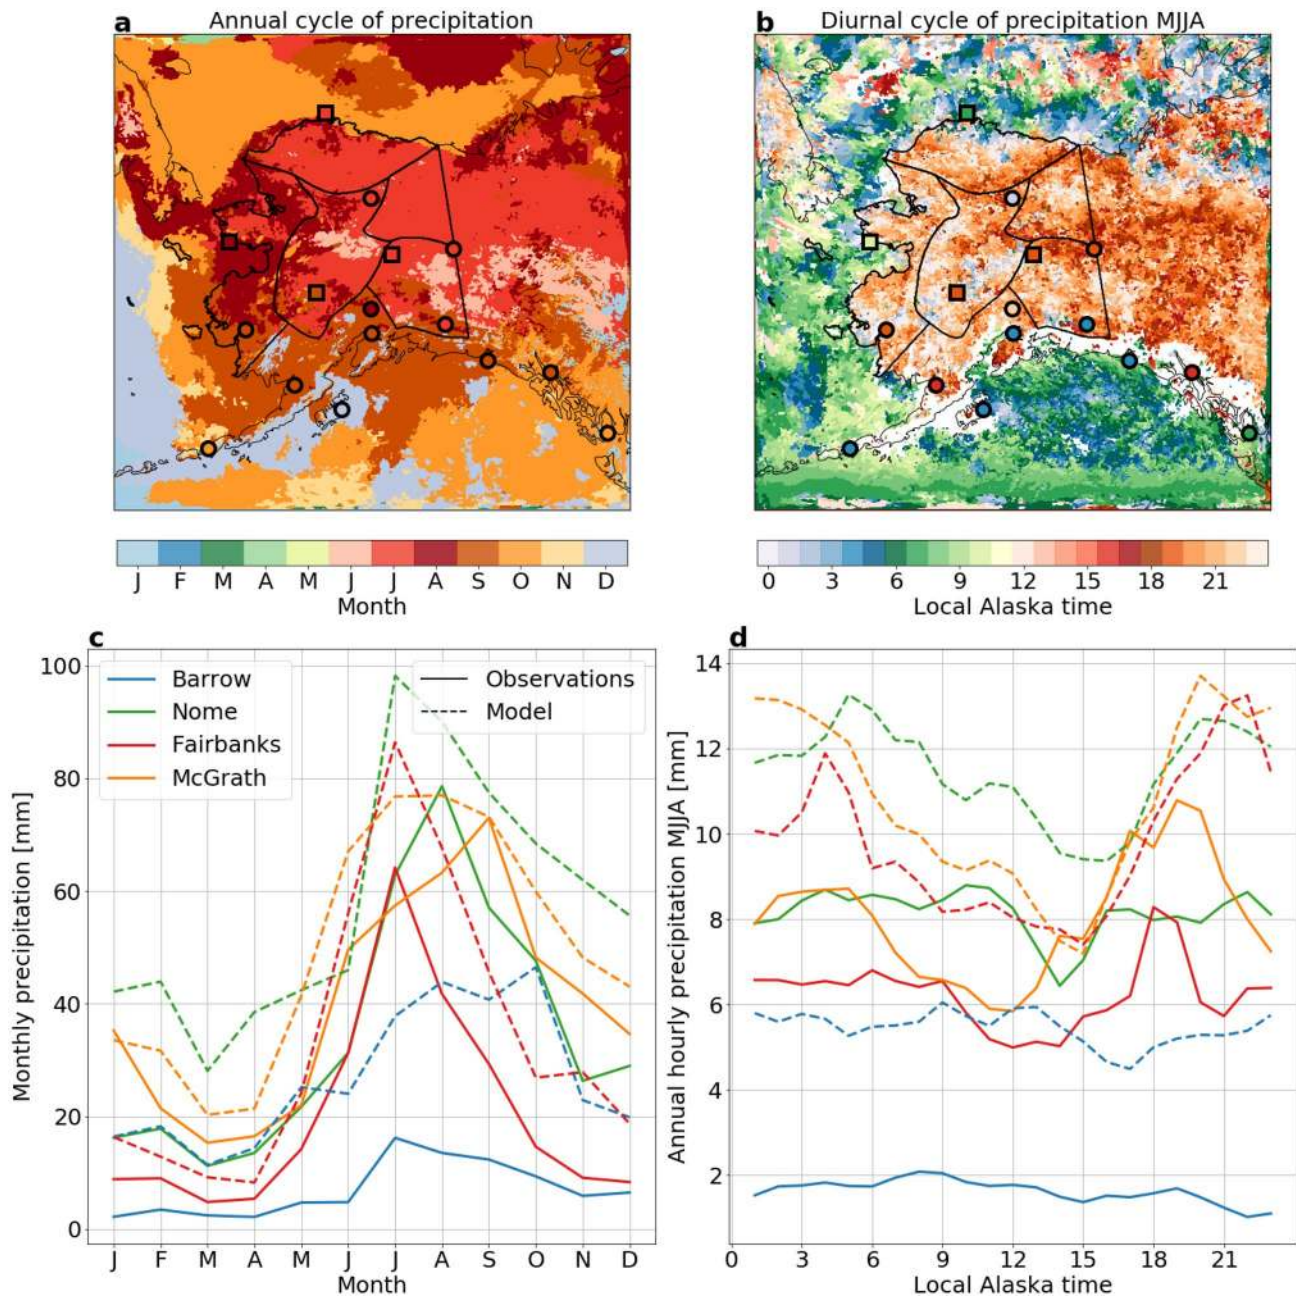 a Annual cycle of precipitation
b Diurnal cycle of precipitation MJJA
J F M A M J J A S O N D
Month
0 3 6 9 12 15 18 21
Local Alaska time
c
100
80
60
40
20
0
Monthly precipitation [mm]
Barrow
Nome
Fairbanks
McGrath
Observations
Model
J F M A M J J A S O N D
Month
d
14
12
10
8
6
4
2
Annual hourly precipitation MJJA [mm]
0 3 6 9 12 15 18 21
Local Alaska time